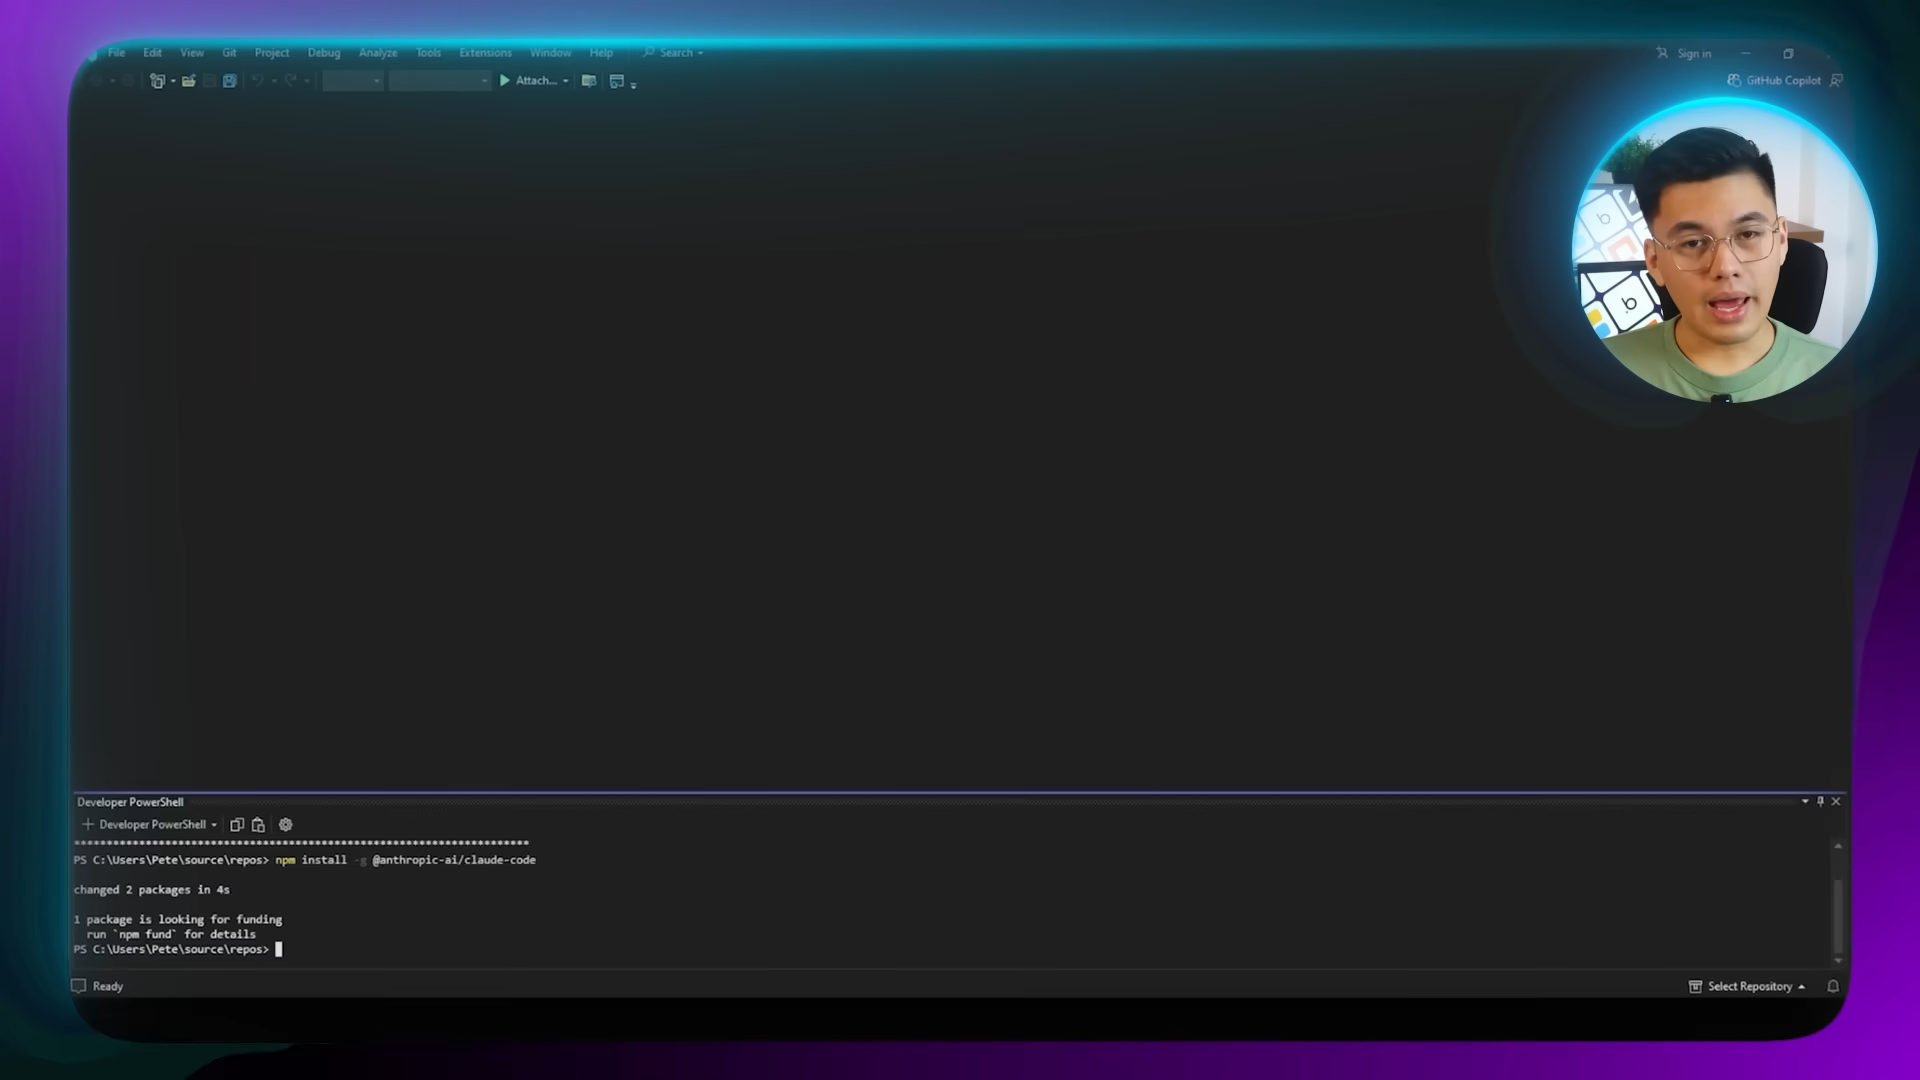 File Edit View Git Project Debug Analyze Tools Extensions Window Help Search
Sign in
Attach...
GitHub Copilot
b
b
Developer PowerShell
Developer PowerShell
******************************************************************
PS C:\Users\Pete\source\repos> npm install -g @anthropic-ai/claude-code
changed 2 packages in 4s
1 package is looking for funding
run `npm fund` for details
PS C:\Users\Pete\source\repos>
Ready
Select Repository